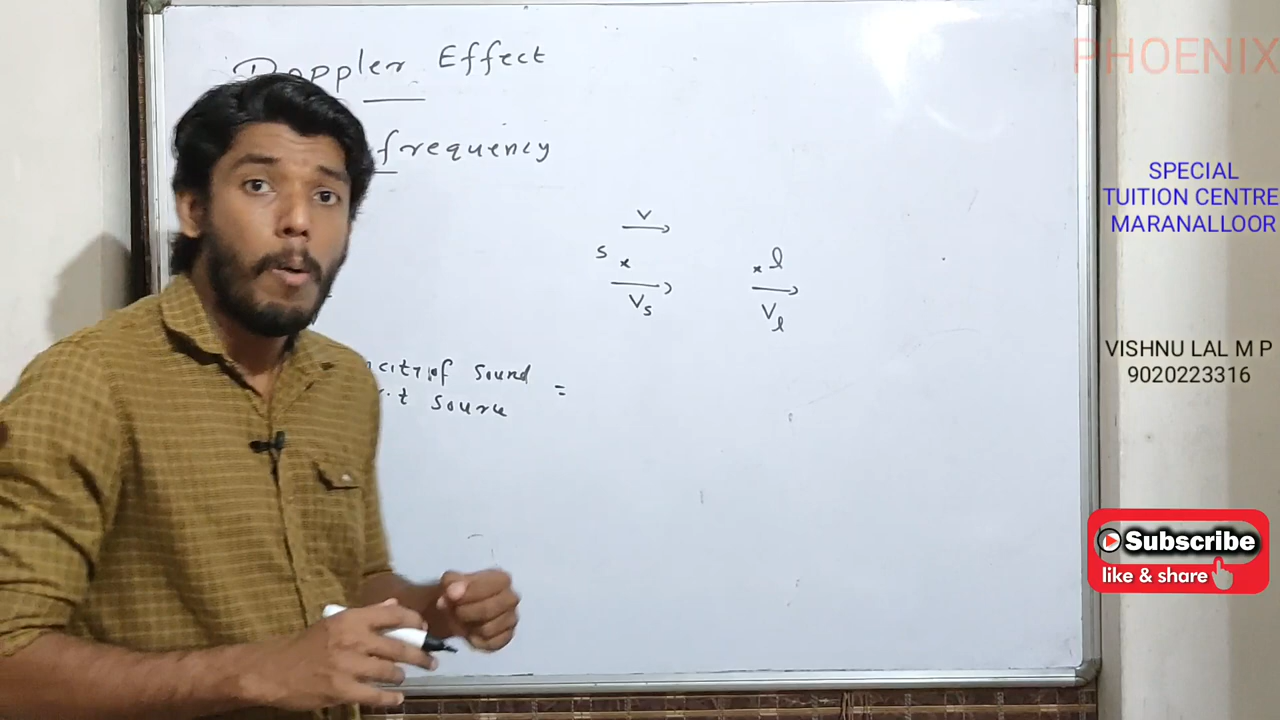 Doppler Effect
frequency
v
S x
x l
Vs
Vl
of Sound
Source =
PHOENIX
SPECIAL
TUITION CENTRE
MARANALLOOR
VISHNU LAL M P
9020223316
Subscribe
like & share